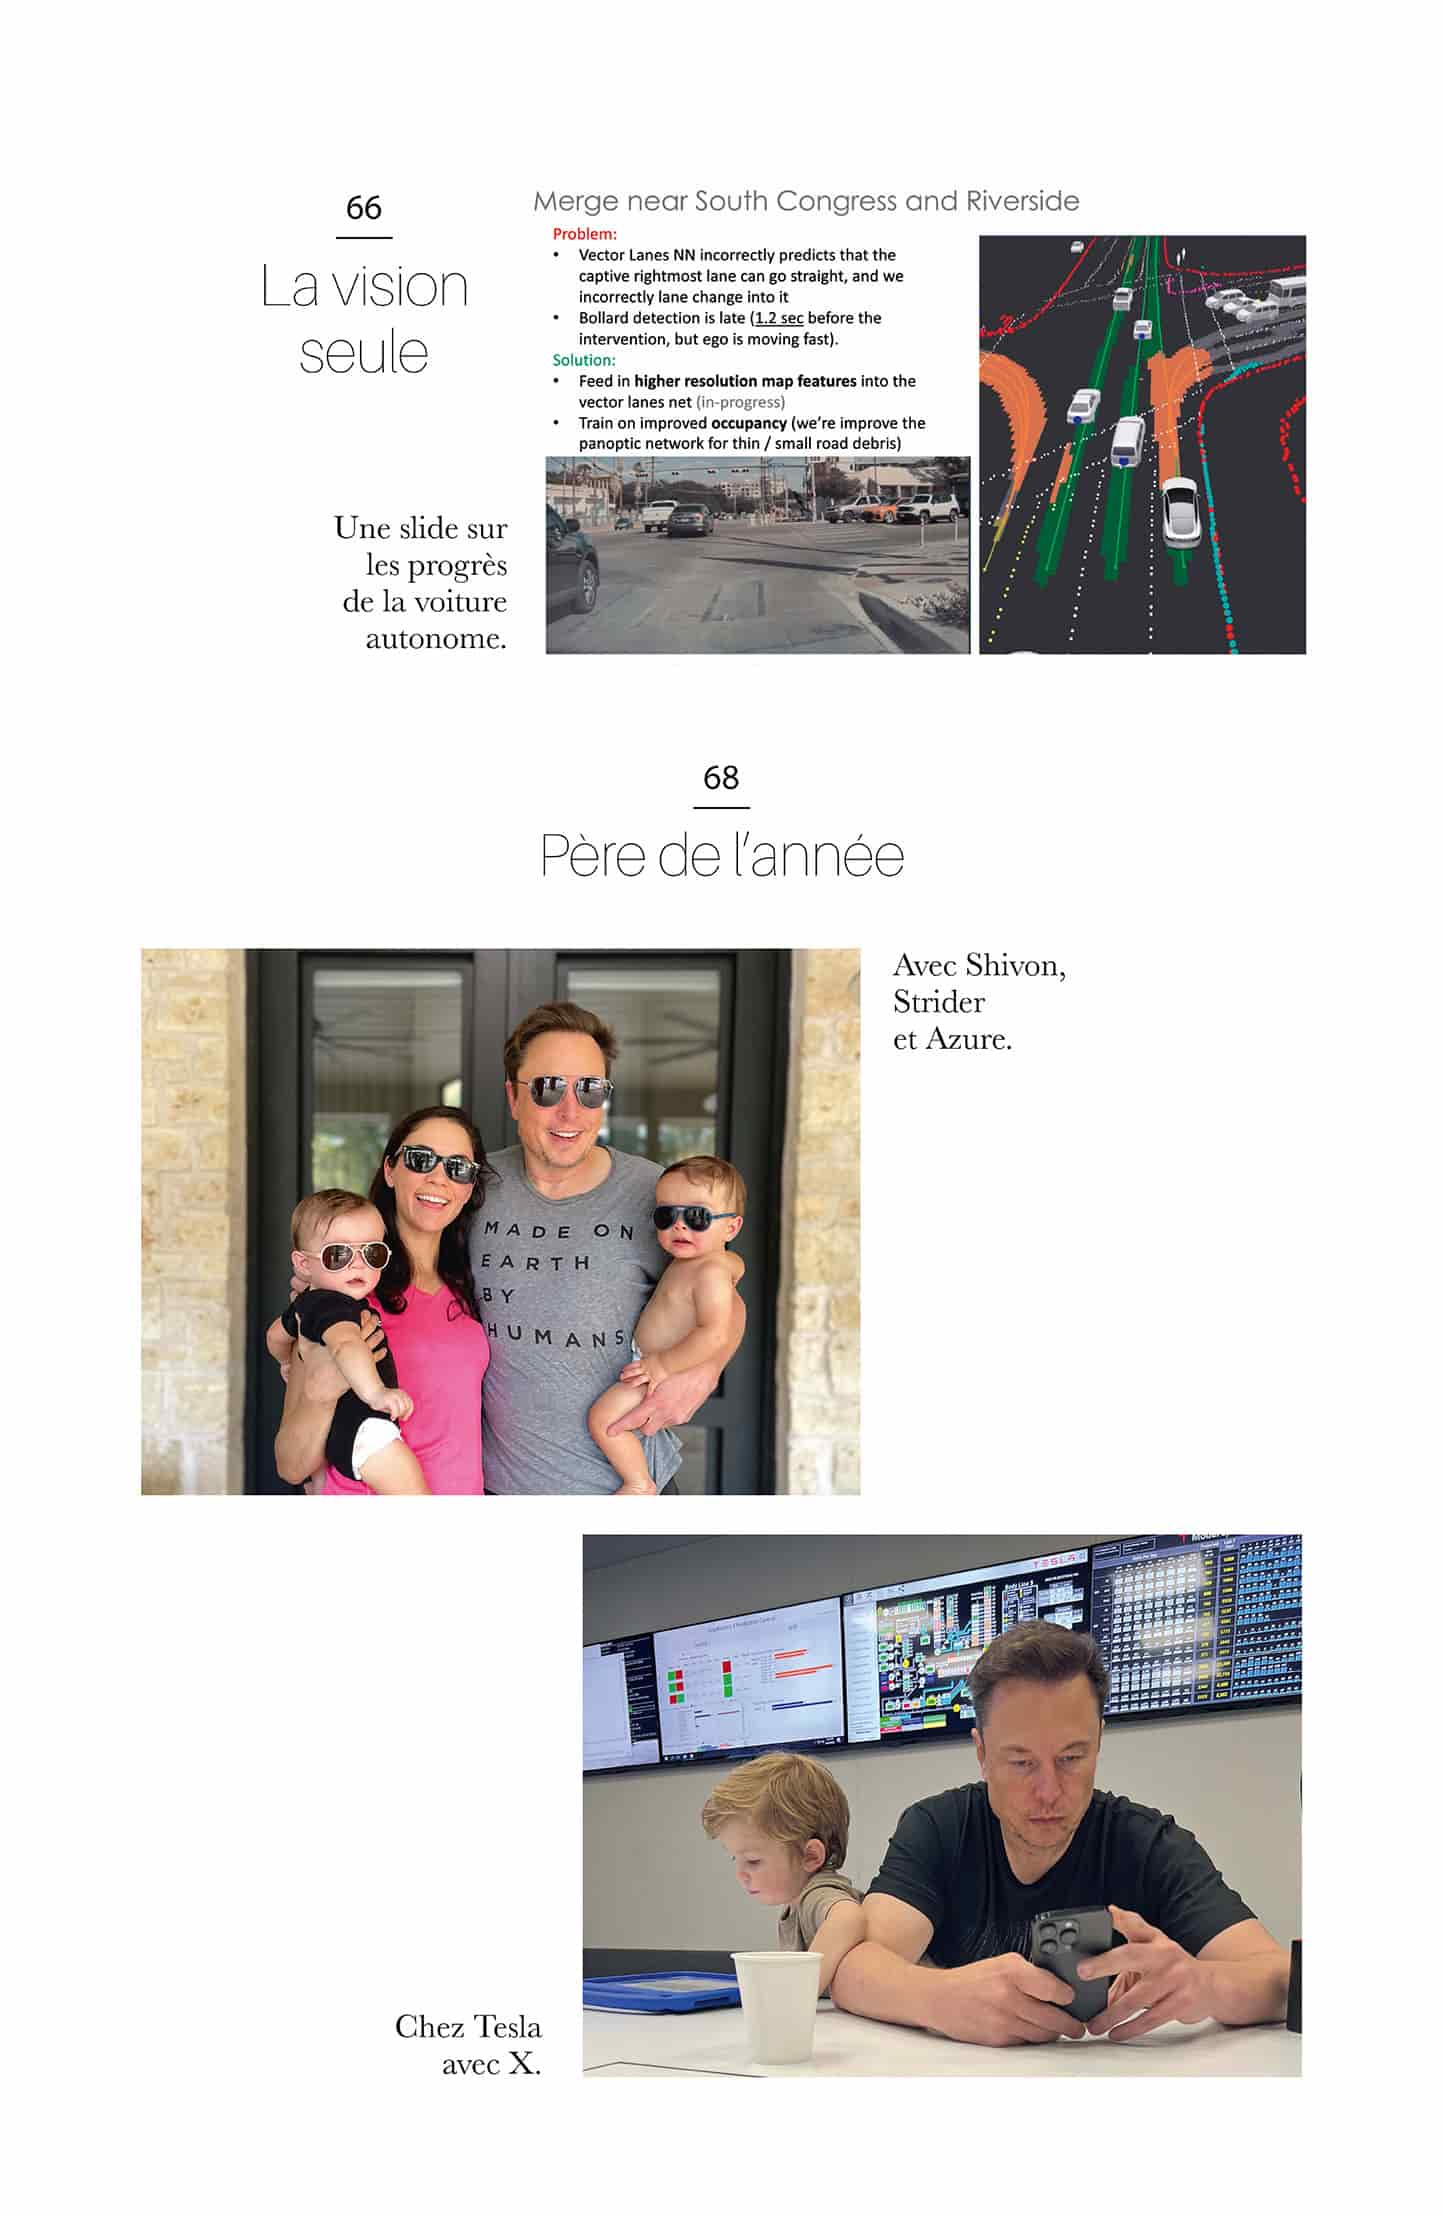 66
La vision
seule
Merge near South Congress and Riverside
Problem:
• Vector Lanes NN incorrectly predicts that the
captive rightmost lane can go straight, and we
incorrectly lane change into it
• Bollard detection is late (1.2 sec before the
intervention, but ego is moving fast).
Solution:
• Feed in higher resolution map features into the
vector lanes net (in-progress)
• Train on improved occupancy (we're improve the
panoptic network for thin / small road debris)
Une slide sur
les progrès
de la voiture
autonome.
68
Père de l'année
Avec Shivon,
Strider
et Azure.
MADE ON
EARTH
BY
HUMANS
TESLA
Body Line 5
Chez Tesla
avec X.